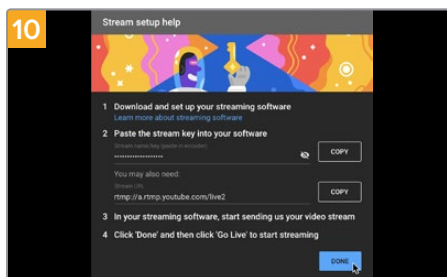 10
Stream setup help
1 Download and set up your streaming software
Learn more about streaming software
2 Paste the stream key into your software
Stream name/key (paste in encoder)
••••••••••••••••••••
COPY
You may also need:
Stream URL
rtmp://a.rtmp.youtube.com/live2
COPY
3 In your streaming software, start sending us your video stream
4 Click 'Done' and then click 'Go Live' to start streaming
DONE